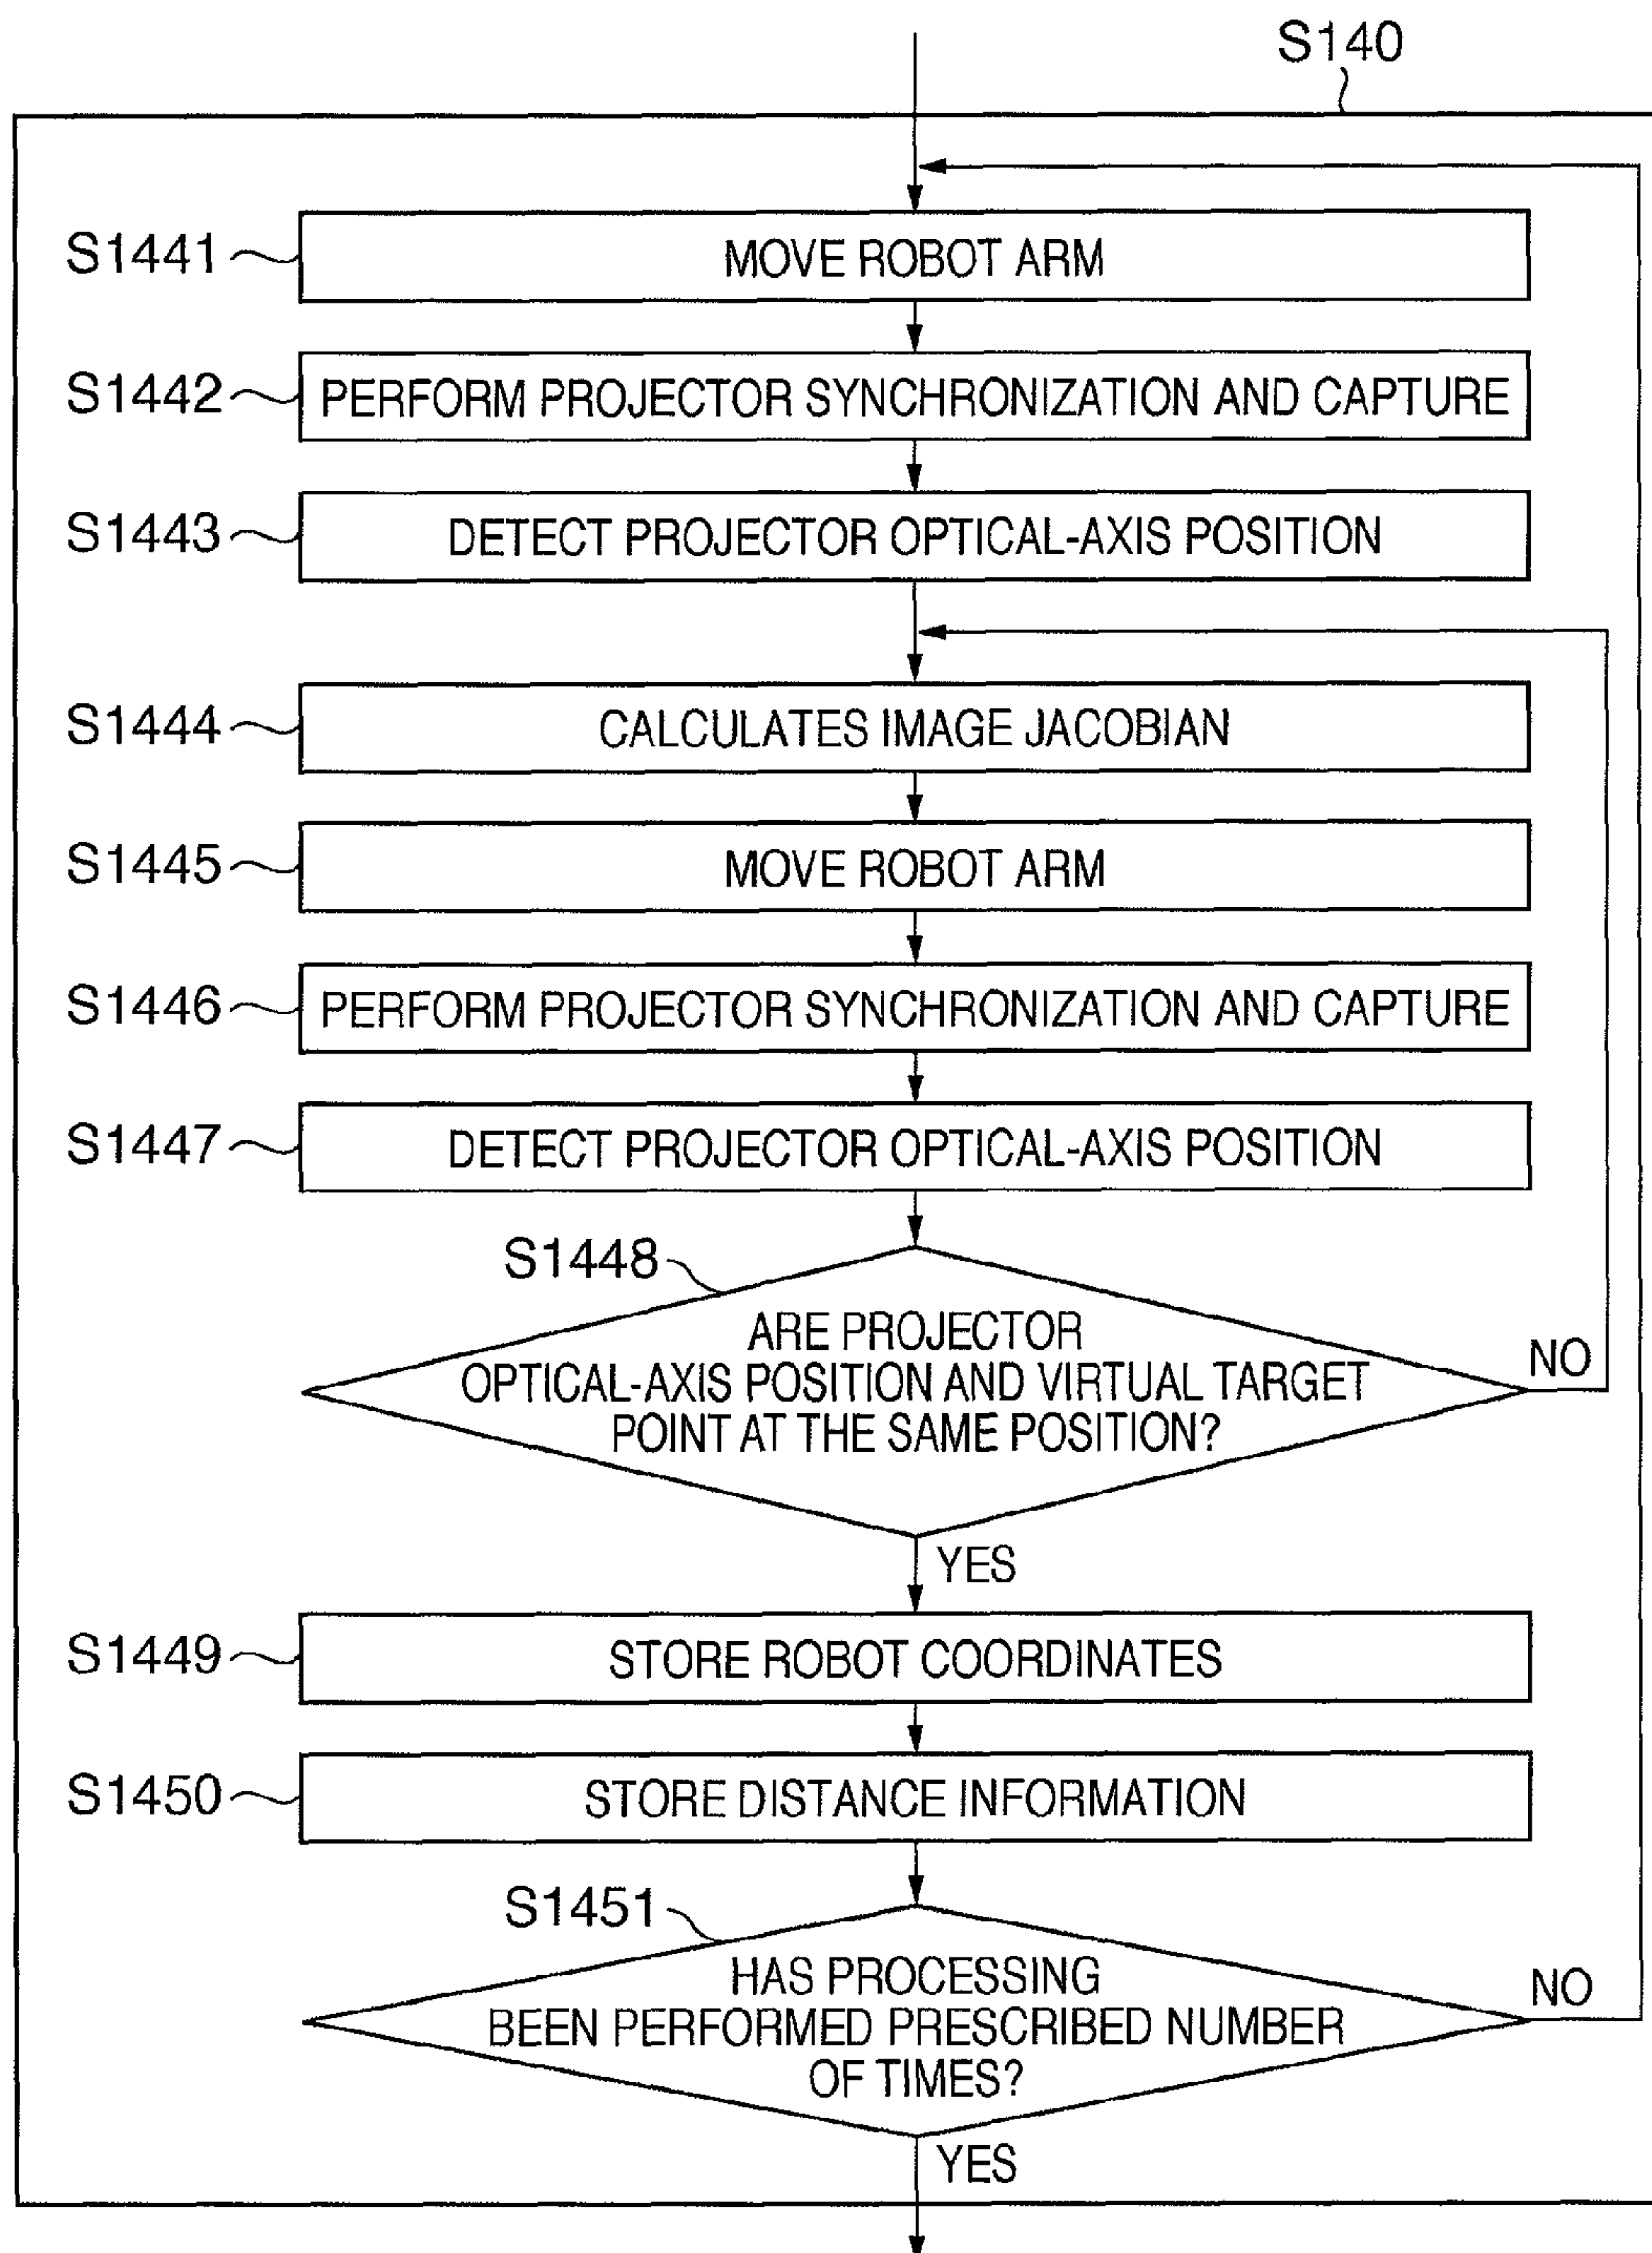 S140
S1441
MOVE ROBOT ARM
S1442
PERFORM PROJECTOR SYNCHRONIZATION AND CAPTURE
S1443
DETECT PROJECTOR OPTICAL-AXIS POSITION
S1444
CALCULATES IMAGE JACOBIAN
S1445
MOVE ROBOT ARM
S1446
PERFORM PROJECTOR SYNCHRONIZATION AND CAPTURE
S1447
DETECT PROJECTOR OPTICAL-AXIS POSITION
S1448
ARE PROJECTOR
OPTICAL-AXIS POSITION AND VIRTUAL TARGET
POINT AT THE SAME POSITION?
NO
YES
S1449
STORE ROBOT COORDINATES
S1450
STORE DISTANCE INFORMATION
S1451
HAS PROCESSING
BEEN PERFORMED PRESCRIBED NUMBER
OF TIMES?
NO
YES